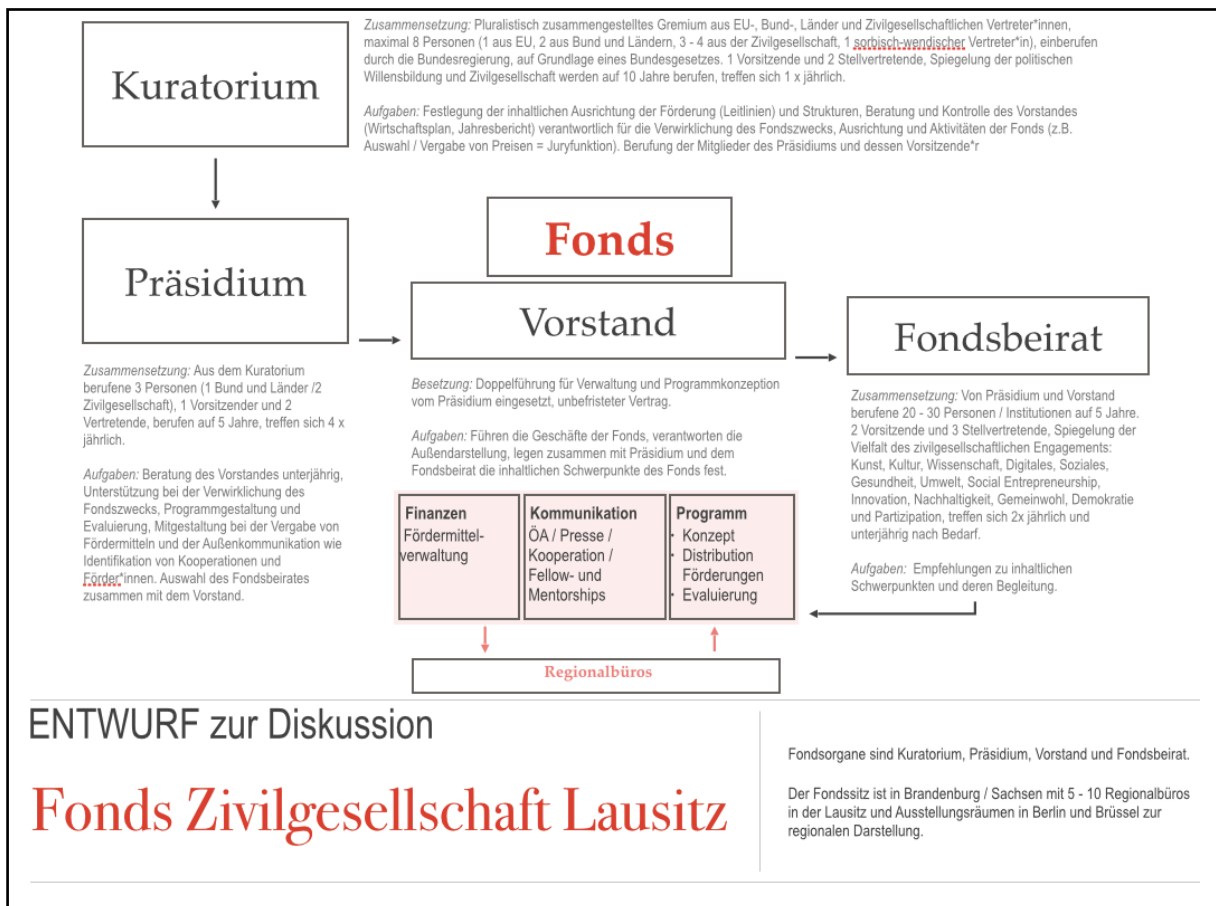 Kuratorium
Zusammensetzung: Pluralistisch zusammengestelltes Gremium aus EU-, Bund-, Länder und Zivilgesellschaftlichen Vertreter*innen,
maximal 8 Personen (1 aus EU, 2 aus Bund und Ländern, 3 - 4 aus der Zivilgesellschaft, 1 sorbisch-wendischer Vertreter*in), einberufen
durch die Bundesregierung, auf Grundlage eines Bundesgesetzes. 1 Vorsitzende und 2 Stellvertretende, Spiegelung der politischen
Willensbildung und Zivilgesellschaft werden auf 10 Jahre berufen, treffen sich 1 x jährlich.
Aufgaben: Festlegung der inhaltlichen Ausrichtung der Förderung (Leitlinien) und Strukturen, Beratung und Kontrolle des Vorstandes
(Wirtschaftsplan, Jahresbericht) verantwortlich für die Verwirklichung des Fondszwecks, Ausrichtung und Aktivitäten der Fonds (z.B.
Auswahl / Vergabe von Preisen = Juryfunktion). Berufung der Mitglieder des Präsidiums und dessen Vorsitzende*r
Präsidium
Zusammensetzung: Aus dem Kuratorium
berufene 3 Personen (1 Bund und Länder /2
Zivilgesellschaft), 1 Vorsitzender und 2
Vertretende, berufen auf 5 Jahre, treffen sich 4 x
jährlich.
Aufgaben: Beratung des Vorstandes unterjährig,
Unterstützung bei der Verwirklichung des
Fondszwecks, Programmgestaltung und
Evaluierung, Mitgestaltung bei der Vergabe von
Fördermitteln und der Außenkommunikation wie
Identifikation von Kooperationen und
Förder*innen. Auswahl des Fondsbeirates
zusammen mit dem Vorstand.
Fonds
Vorstand
Besetzung: Doppelführung für Verwaltung und Programmkonzeption
vom Präsidium eingesetzt, unbefristeter Vertrag.
Aufgaben: Führen die Geschäfte der Fonds, verantworten die
Außendarstellung, legen zusammen mit Präsidium und dem
Fondsbeirat die inhaltlichen Schwerpunkte des Fonds fest.
Finanzen
Fördermittel-
verwaltung
Kommunikation
ÖA / Presse /
Kooperation /
Fellow- und
Mentorships
Programm
• Konzept
• Distribution
Förderungen
• Evaluierung
Regionalbüros
Fondsbeirat
Zusammensetzung: Von Präsidium und Vorstand
berufene 20 - 30 Personen / Institutionen auf 5 Jahre.
2 Vorsitzende und 3 Stellvertretende, Spiegelung der
Vielfalt des zivilgesellschaftlichen Engagements:
Kunst, Kultur, Wissenschaft, Digitales, Soziales,
Gesundheit, Umwelt, Social Entrepreneurship,
Innovation, Nachhaltigkeit, Gemeinwohl, Demokratie
und Partizipation, treffen sich 2x jährlich und
unterjährig nach Bedarf.
Aufgaben: Empfehlungen zu inhaltlichen
Schwerpunkten und deren Begleitung.
ENTWURF zur Diskussion
Fonds Zivilgesellschaft Lausitz
Fondsorgane sind Kuratorium, Präsidium, Vorstand und Fondsbeirat.
Der Fondssitz ist in Brandenburg / Sachsen mit 5 - 10 Regionalbüros
in der Lausitz und Ausstellungsräumen in Berlin und Brüssel zur
regionalen Darstellung.